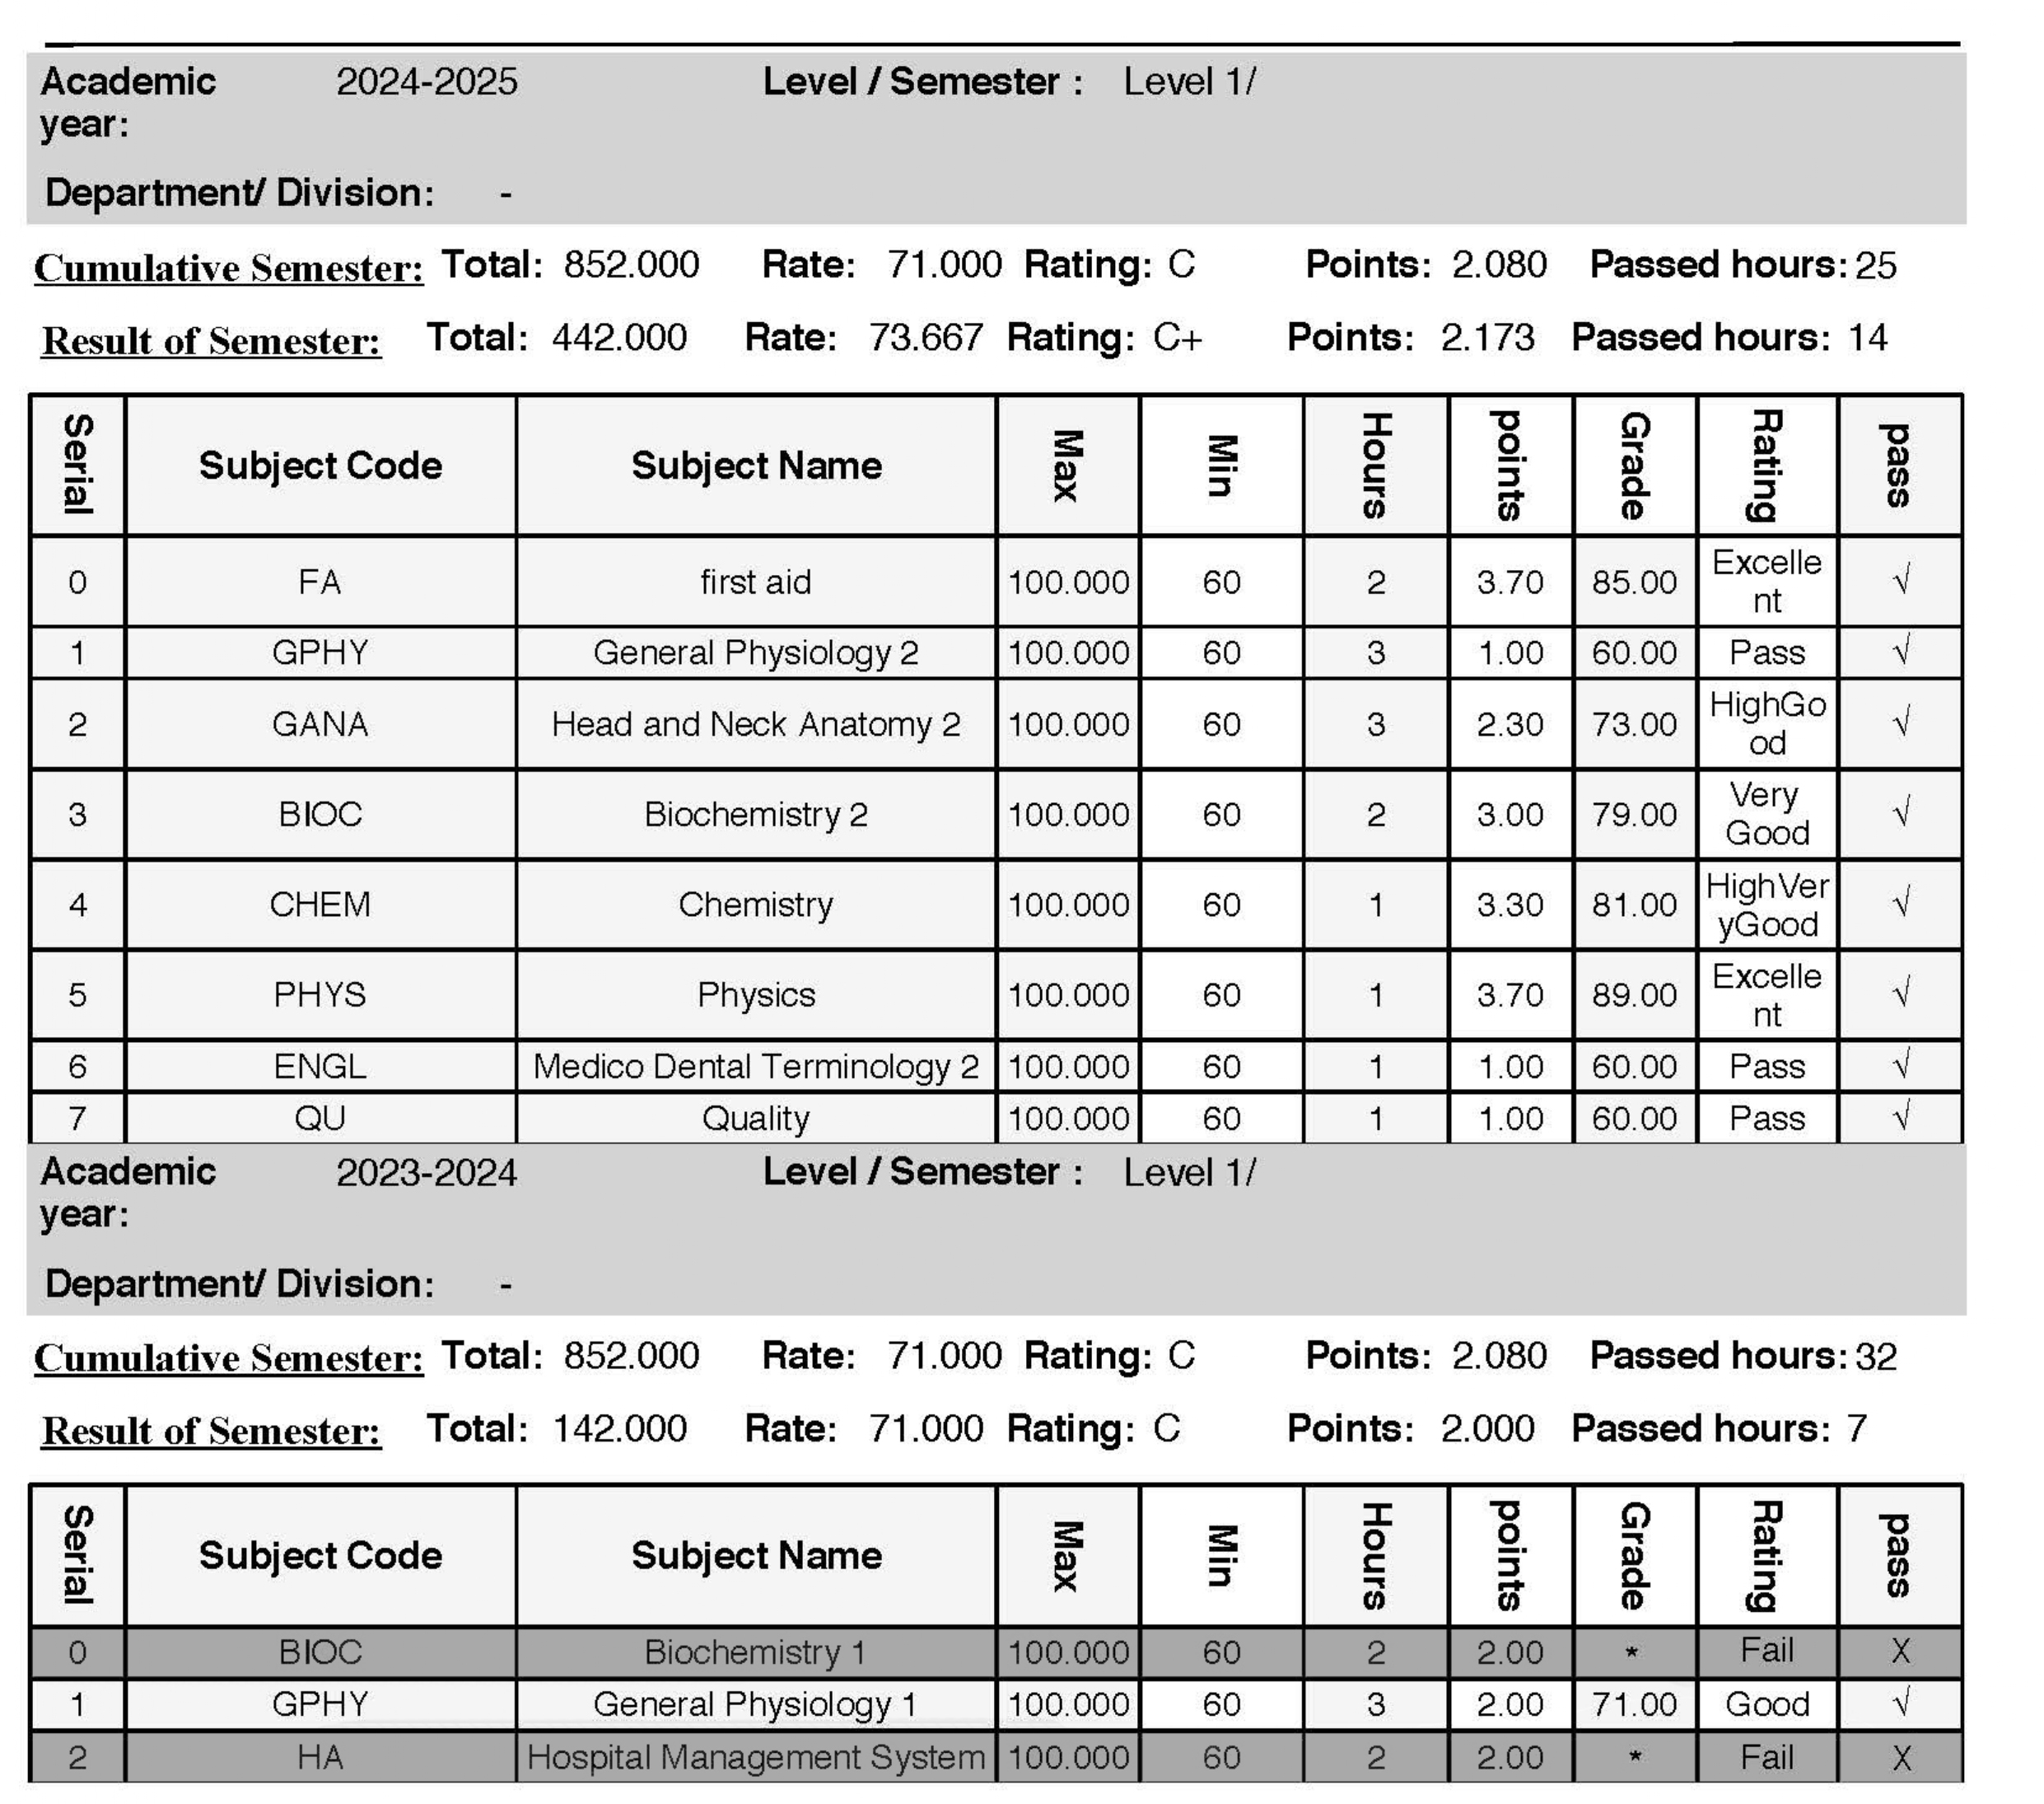 Academic year: 2024-2025 Level / Semester : Level 1/
Department/ Division: -
Cumulative Semester: Total: 852.000 Rate: 71.000 Rating: C Points: 2.080 Passed hours: 25
Result of Semester: Total: 442.000 Rate: 73.667 Rating: C+ Points: 2.173 Passed hours: 14
Serial Subject Code Subject Name Max Min Hours points Grade Rating pass
0 FA first aid 100.000 60 2 3.70 85.00 Excellent √
1 GPHY General Physiology 2 100.000 60 3 1.00 60.00 Pass √
2 GANA Head and Neck Anatomy 2 100.000 60 3 2.30 73.00 HighGood √
3 BIOC Biochemistry 2 100.000 60 2 3.00 79.00 Very Good √
4 CHEM Chemistry 100.000 60 1 3.30 81.00 HighVeryGood √
5 PHYS Physics 100.000 60 1 3.70 89.00 Excellent √
6 ENGL Medico Dental Terminology 2 100.000 60 1 1.00 60.00 Pass √
7 QU Quality 100.000 60 1 1.00 60.00 Pass √
Academic year: 2023-2024 Level / Semester : Level 1/
Department/ Division: -
Cumulative Semester: Total: 852.000 Rate: 71.000 Rating: C Points: 2.080 Passed hours: 32
Result of Semester: Total: 142.000 Rate: 71.000 Rating: C Points: 2.000 Passed hours: 7
Serial Subject Code Subject Name Max Min Hours points Grade Rating pass
0 BIOC Biochemistry 1 100.000 60 2 2.00 * Fail X
1 GPHY General Physiology 1 100.000 60 3 2.00 71.00 Good √
2 HA Hospital Management System 100.000 60 2 2.00 * Fail X